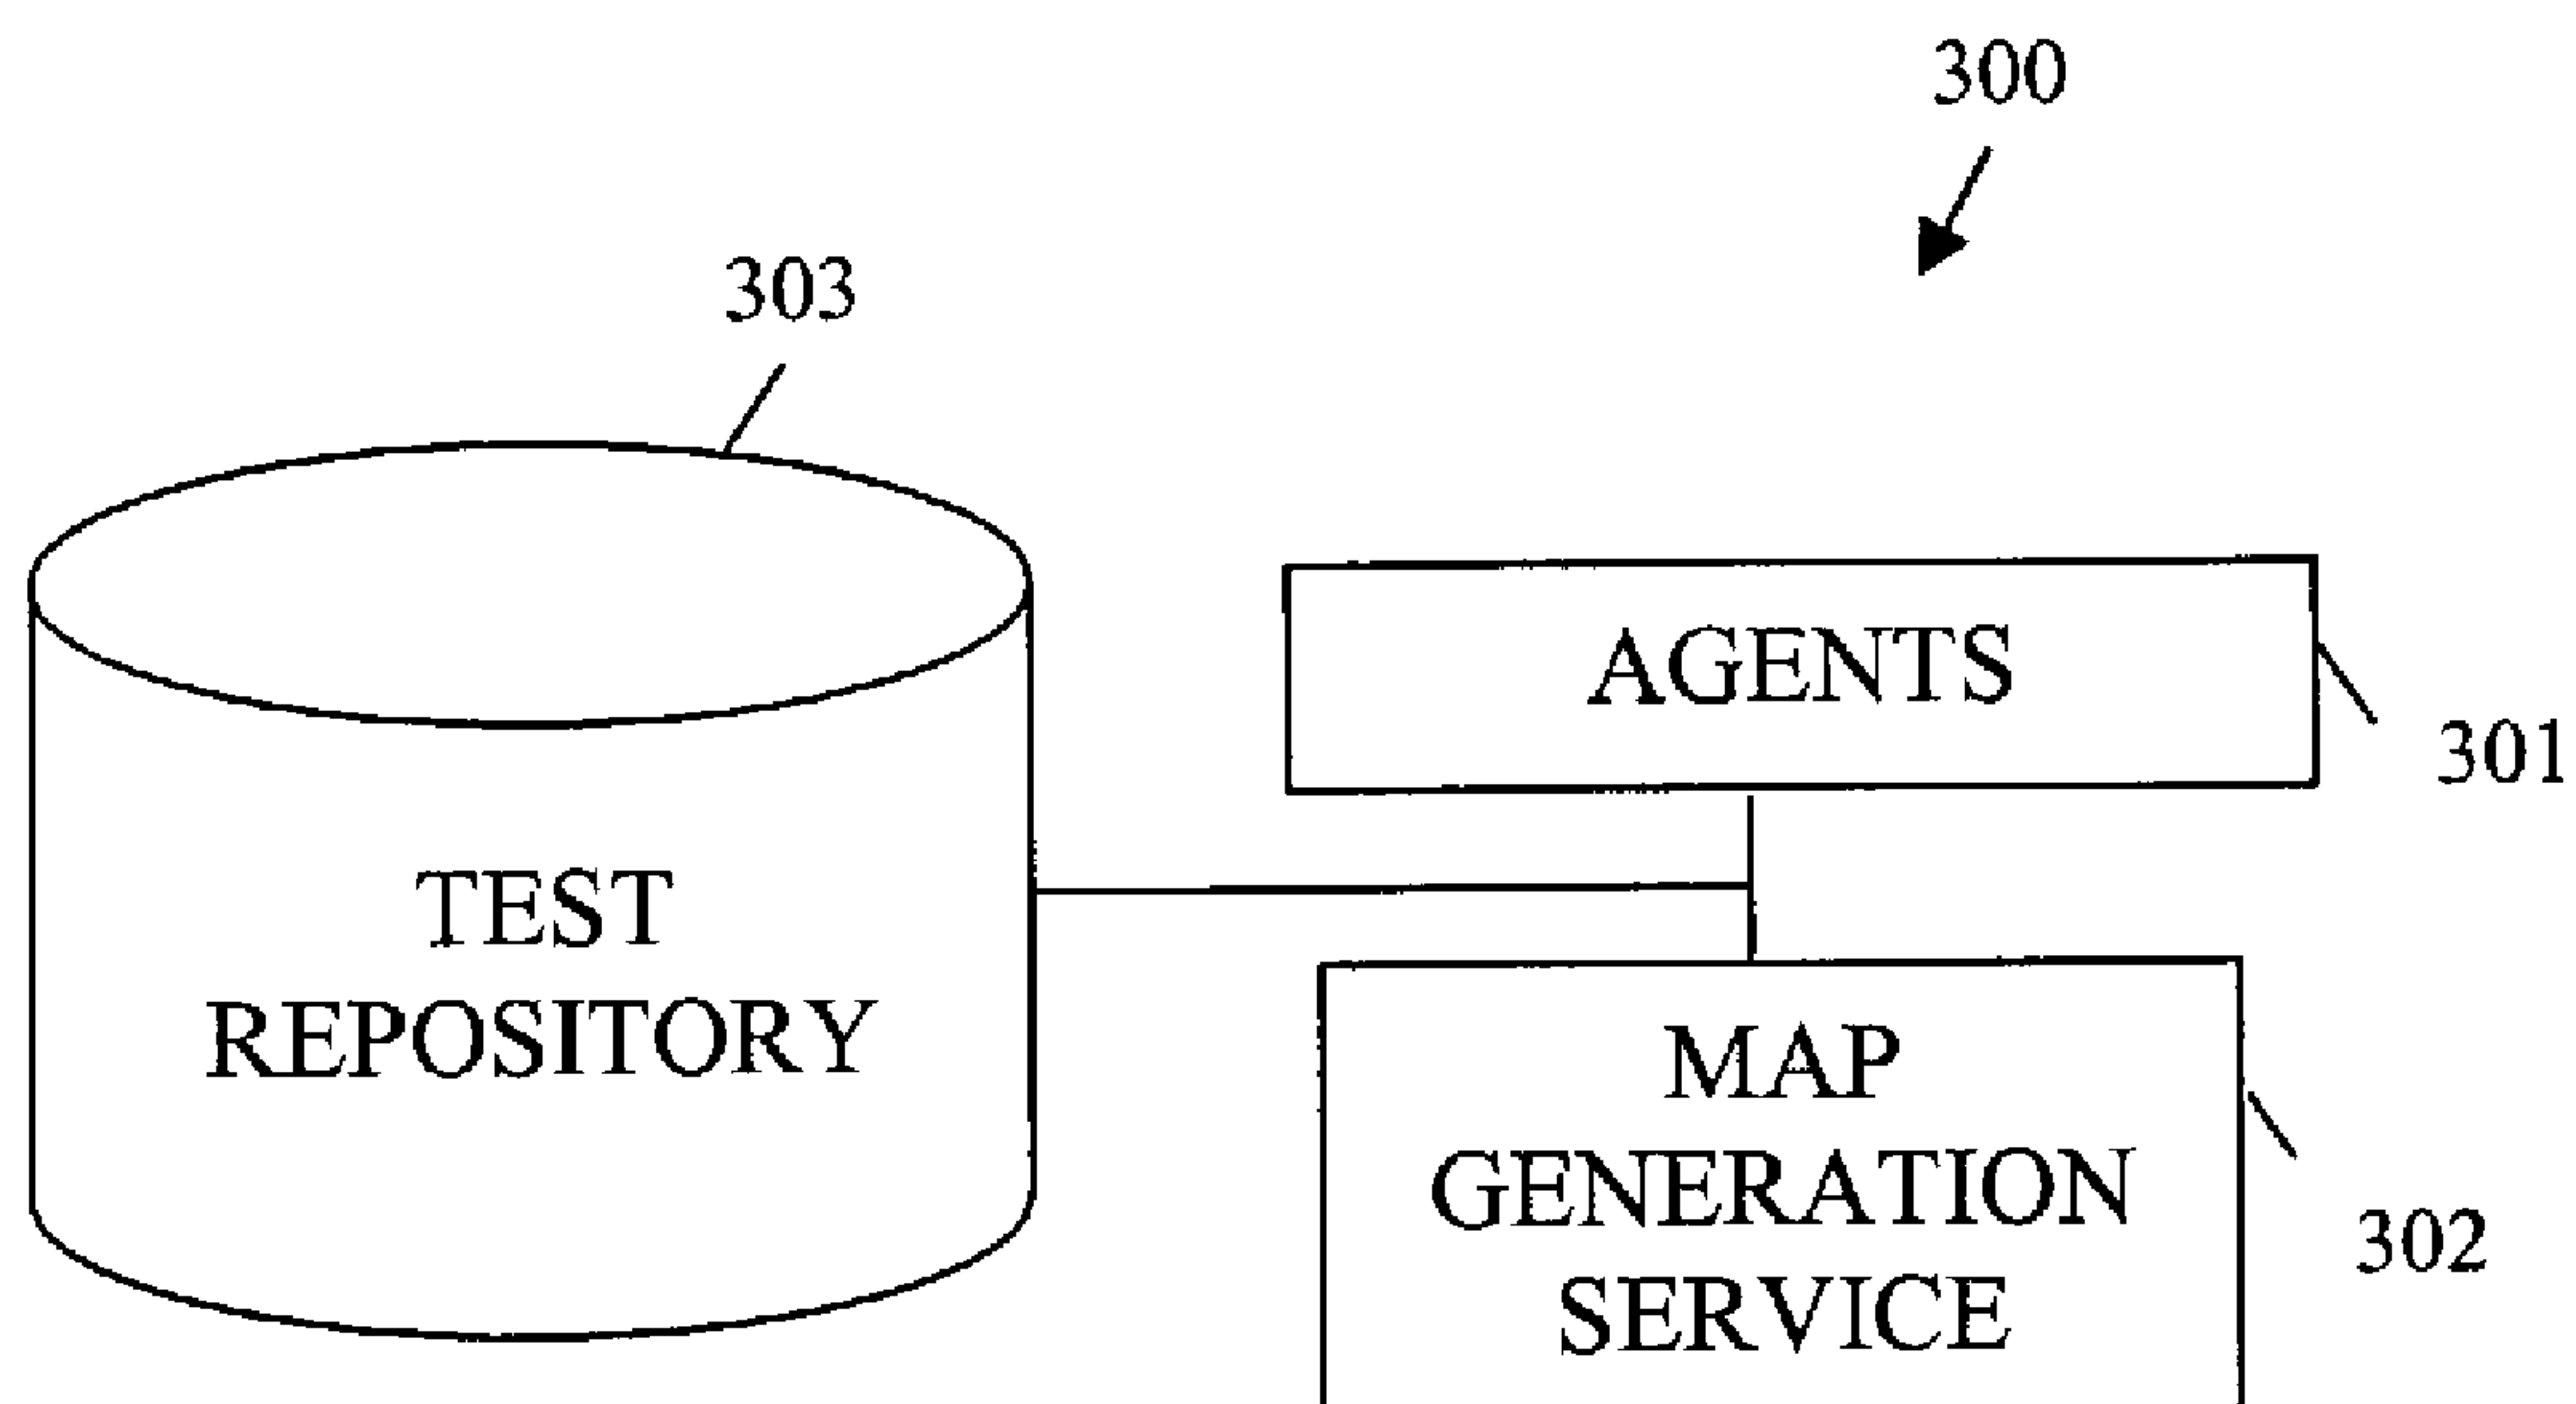 300
303
AGENTS
301
TEST
REPOSITORY
MAP
GENERATION
SERVICE
302